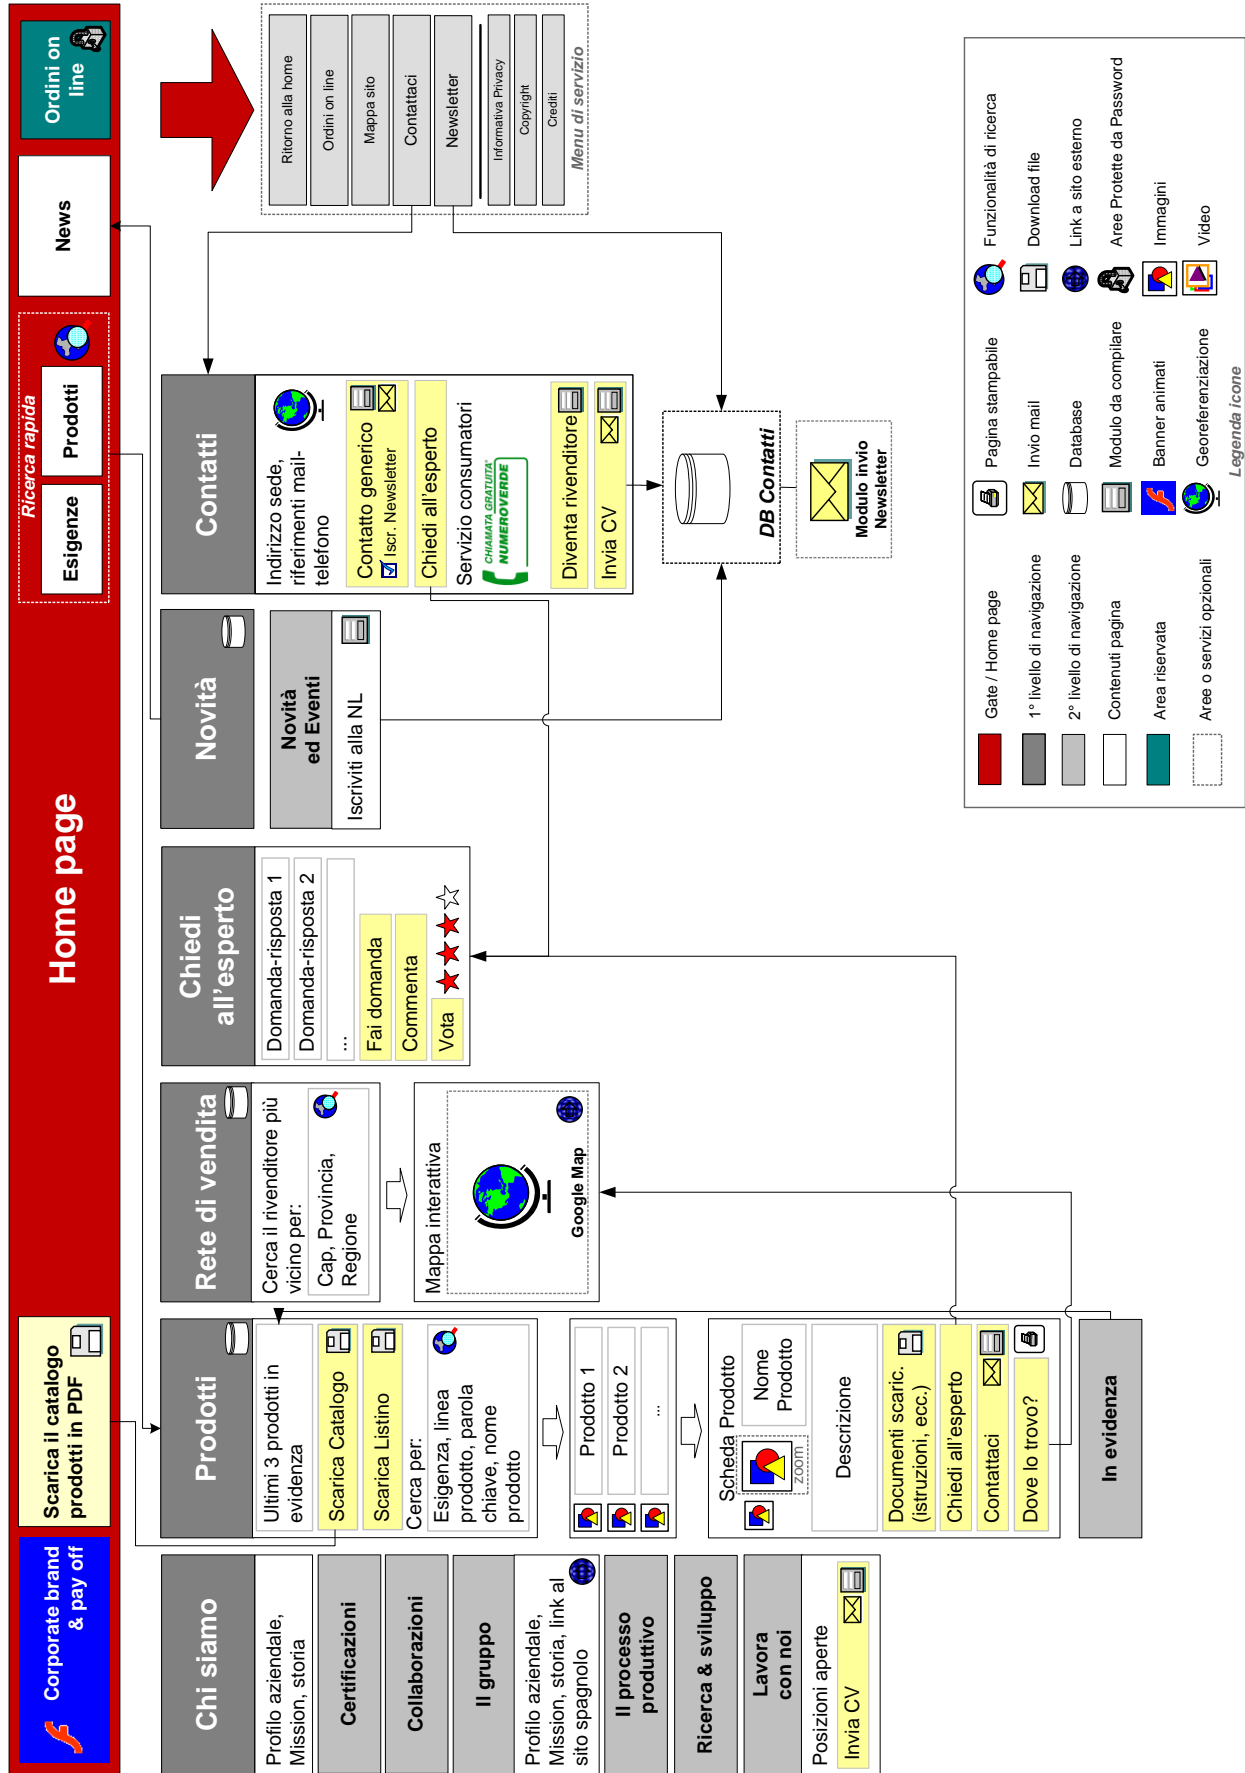 Corporate brand
& pay off
Scarica il catalogo
prodotti in PDF
Home page
Ricerca rapida
Esigenze
Prodotti
News
Ordini on
line
Chi siamo
Profilo aziendale,
Mission, storia
Certificazioni
Collaborazioni
Il gruppo
Profilo aziendale,
Mission, storia, link al
sito spagnolo
Il processo
produttivo
Ricerca & sviluppo
Lavora
con noi
Posizioni aperte
Invia CV
Prodotti
Ultimi 3 prodotti in
evidenza
Scarica Catalogo
Scarica Listino
Cerca per:
Esigenza, linea
prodotto, parola
chiave, nome
prodotto
Prodotto 1
Prodotto 2
...
Scheda Prodotto
zoom
Nome
Prodotto
Descrizione
Documenti scaric.
(istruzioni, ecc.)
Chiedi all'esperto
Contattaci
Dove lo trovo?
In evidenza
Rete di vendita
Cerca il rivenditore più
vicino per:
Cap, Provincia,
Regione
Mappa interattiva
Google Map
Chiedi
all'esperto
Domanda-risposta 1
Domanda-risposta 2
...
Fai domanda
Commenta
Vota
Novità
Novità
ed Eventi
Iscriviti alla NL
Contatti
Indirizzo sede,
riferimenti mail-
telefono
Contatto generico
Iscr. Newsletter
Chiedi all'esperto
Servizio consumatori
CHIAMATA GRATUITA
NUMEROVERDE
Diventa rivenditore
Invia CV
DB Contatti
Modulo invio
Newsletter
Ritorno alla home
Ordini on line
Mappa sito
Contattaci
Newsletter
Informativa Privacy
Copyright
Crediti
Menu di servizio
Gate / Home page
1° livello di navigazione
2° livello di navigazione
Contenuti pagina
Area riservata
Aree o servizi opzionali
Pagina stampabile
Invio mail
Database
Modulo da compilare
Banner animati
Georeferenziazione
Funzionalità di ricerca
Download file
Link a sito esterno
Aree Protette da Password
Immagini
Video
Legenda icone